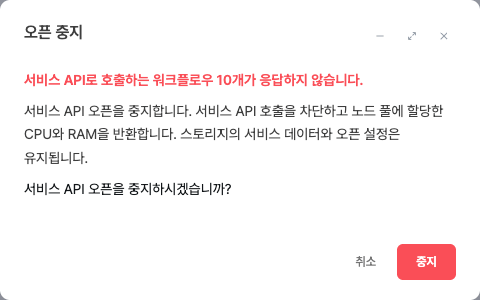 오픈 중지
서비스 API로 호출하는 워크플로우 10개가 응답하지 않습니다.
서비스 API 오픈을 중지합니다. 서비스 API 호출을 차단하고 노드 풀에 할당한
CPU와 RAM을 반환합니다. 스토리지의 서비스 데이터와 오픈 설정은
유지됩니다.
서비스 API 오픈을 중지하시겠습니까?
취소
중지